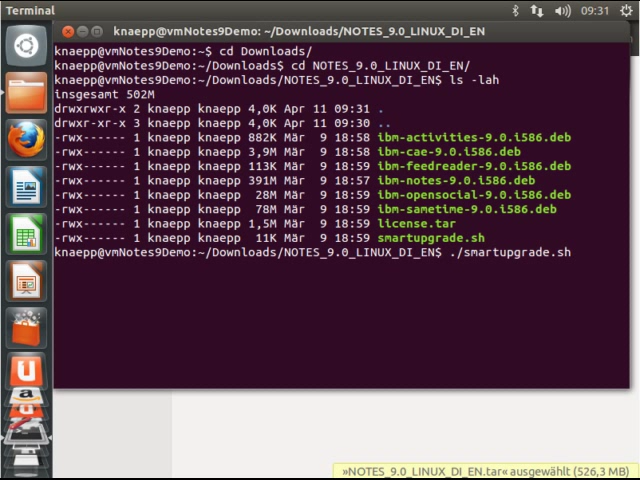 Terminal
09:31
knaepp@vmNotes9Demo: ~/Downloads/NOTES_9.0_LINUX_DI_EN
knaepp@vmNotes9Demo:~$ cd Downloads/
knaepp@vmNotes9Demo:~/Downloads$ cd NOTES_9.0_LINUX_DI_EN/
knaepp@vmNotes9Demo:~/Downloads/NOTES_9.0_LINUX_DI_EN$ ls -lah
insgesamt 502M
drwxrwxr-x 2 knaepp knaepp 4,0K Apr 11 09:31 .
drwxr-xr-x 3 knaepp knaepp 4,0K Apr 11 09:30 ..
-rwx------ 1 knaepp knaepp 882K Mär  9 18:58 ibm-activities-9.0.i586.deb
-rwx------ 1 knaepp knaepp 3,9M Mär  9 18:58 ibm-cae-9.0.i586.deb
-rwx------ 1 knaepp knaepp 113K Mär  9 18:59 ibm-feedreader-9.0.i586.deb
-rwx------ 1 knaepp knaepp 391M Mär  9 18:57 ibm-notes-9.0.i586.deb
-rwx------ 1 knaepp knaepp  28M Mär  9 18:59 ibm-opensocial-9.0.i586.deb
-rwx------ 1 knaepp knaepp  78M Mär  9 18:59 ibm-sametime-9.0.i586.deb
-rwx------ 1 knaepp knaepp 1,5M Mär  9 18:59 license.tar
-rwx------ 1 knaepp knaepp  11K Mär  9 18:59 smartupgrade.sh
knaepp@vmNotes9Demo:~/Downloads/NOTES_9.0_LINUX_DI_EN$ ./smartupgrade.sh
»NOTES_9.0_LINUX_DI_EN.tar« ausgewählt (526,3 MB)